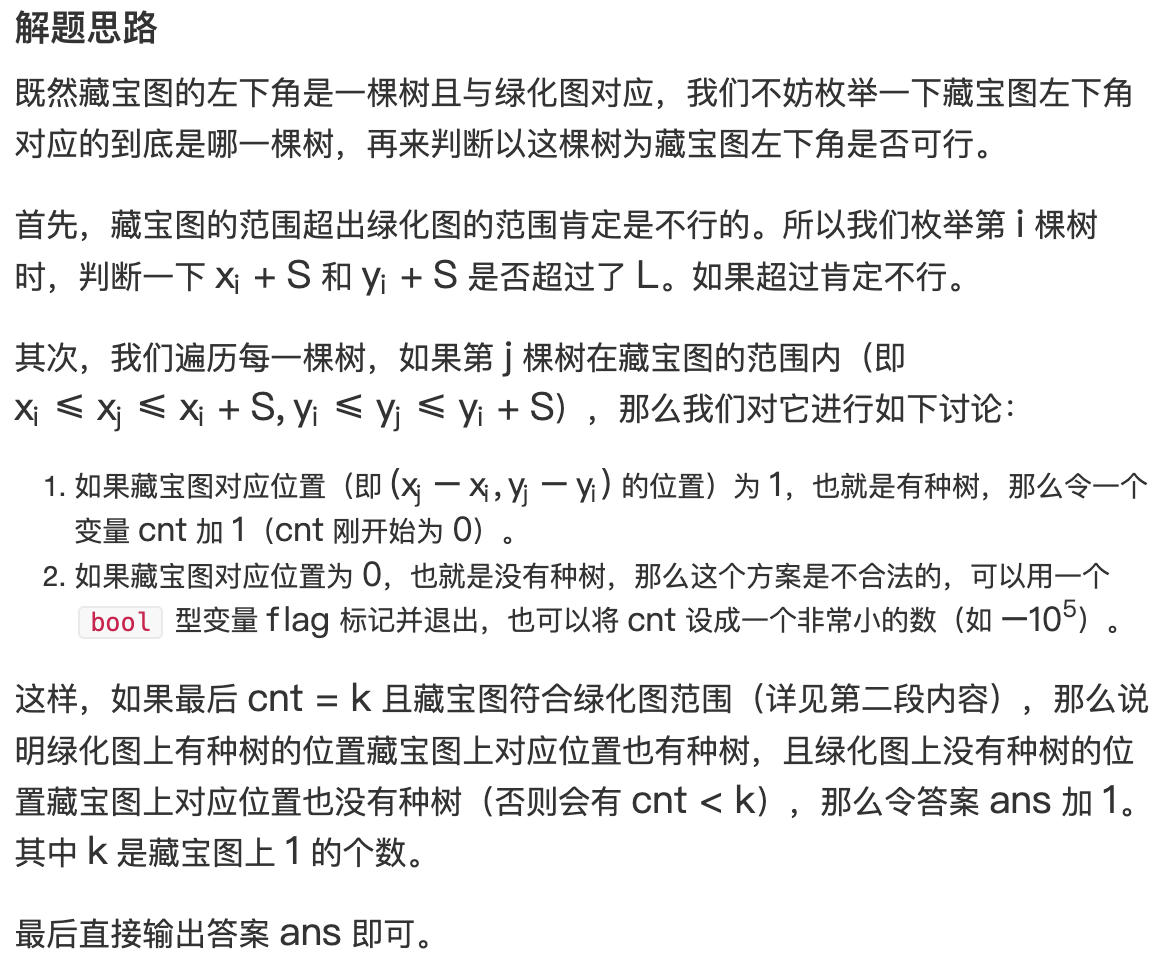 解题思路
既然藏宝图的左下角是一棵树且与绿化图对应，我们不妨枚举一下藏宝图左下角
对应的到底是哪一棵树，再来判断以这棵树为藏宝图左下角是否可行。
首先，藏宝图的范围超出绿化图的范围肯定是不行的。所以我们枚举第 i 棵树
时，判断一下 xᵢ + S 和 yᵢ + S 是否超过了 L。如果超过肯定不行。
其次，我们遍历每一棵树，如果第 j 棵树在藏宝图的范围内（即
xᵢ ⩽ xⱼ ⩽ xᵢ + S, yᵢ ⩽ yⱼ ⩽ yᵢ + S），那么我们对它进行如下讨论：
1. 如果藏宝图对应位置（即 (xⱼ − xᵢ, yⱼ − yᵢ) 的位置）为 1，也就是有种树，那么令一个
变量 cnt 加 1（cnt 刚开始为 0）。
2. 如果藏宝图对应位置为 0，也就是没有种树，那么这个方案是不合法的，可以用一个
bool 型变量 flag 标记并退出，也可以将 cnt 设成一个非常小的数（如 −10⁵）。
这样，如果最后 cnt = k 且藏宝图符合绿化图范围（详见第二段内容），那么说
明绿化图上有种树的位置藏宝图上对应位置也有种树，且绿化图上没有种树的位
置藏宝图上对应位置也没有种树（否则会有 cnt < k），那么令答案 ans 加 1。
其中 k 是藏宝图上 1 的个数。
最后直接输出答案 ans 即可。